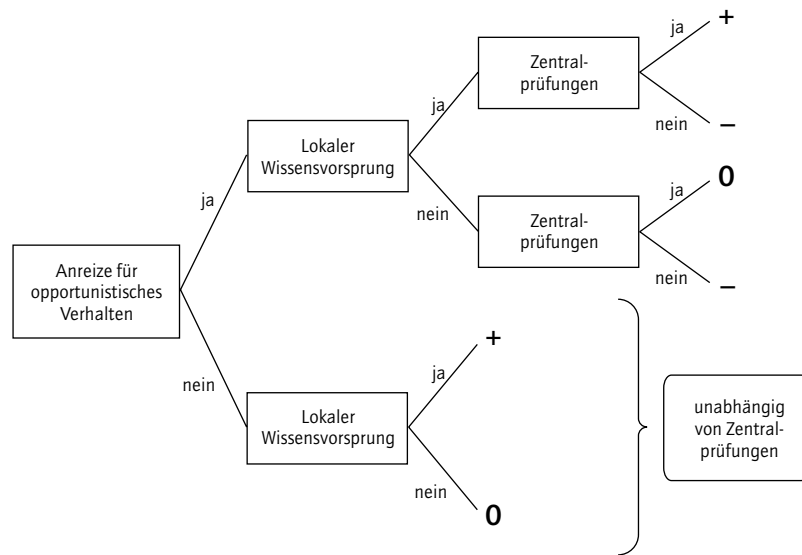 Anreize für
opportunistisches
Verhalten
ja
nein
Lokaler
Wissensvorsprung
ja
nein
Zentral-
prüfungen
ja
+
nein
–
Zentral-
prüfungen
ja
0
nein
–
Lokaler
Wissensvorsprung
ja
+
nein
0
unabhängig
von Zentral-
prüfungen